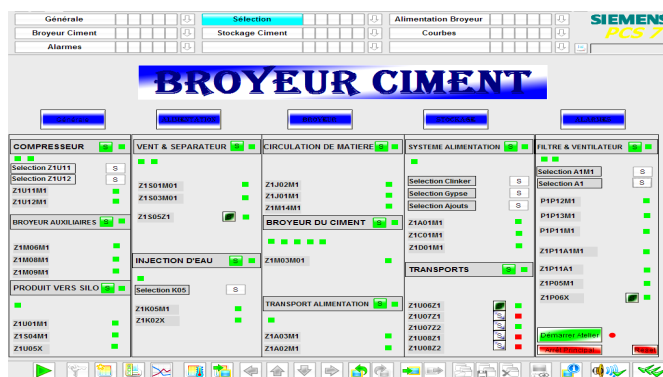 Générale Sélection Alimentation Broyeur SIEMENS
Broyeur Ciment Stockage Ciment Courbes PCS 7
Alarmes
BROYEUR CIMENT
COMPRESSEUR S VENT & SEPARATEUR S CIRCULATION DE MATIERE S SYSTEME ALIMENTATION S FILTRE & VENTILATEUR S
Selection Z1U11 S
Selection Z1U12 S
Z1U11M1
Z1U12M1
BROYEUR AUXILIAIRES S
Z1M06M1
Z1M08M1
Z1M09M1
PRODUIT VERS SILO S
Z1U01M1
Z1S04M1
Z1U05X
Z1S01M01
Z1S03M01
Z1S05Z1
INJECTION D'EAU S
Selection K05 S
Z1K05M1
Z1K02X
Z1J02M1
Z1J01M1
Z1M14M1
BROYEUR DU CIMENT S
Z1M03M01
TRANSPORT ALIMENTATION S
Z1A03M1
Z1A02M1
Selection Clinker S
Selection Gypse S
Selection Ajouts S
Z1A01M1
Z1C01M1
Z1D01M1
TRANSPORTS S
Z1U06Z1
Z1U07Z1
Z1U07Z2
Z1U08Z1
Z1U08Z2
Selection A1M1 S
Selection A1 S
P1P12M1
P1P13M1
P1P11M1
Z1P11A1M1
Z1P11A1
Z1P05M1
Z1P06X
Démarrer Atelier
Arrêt Principal Reset